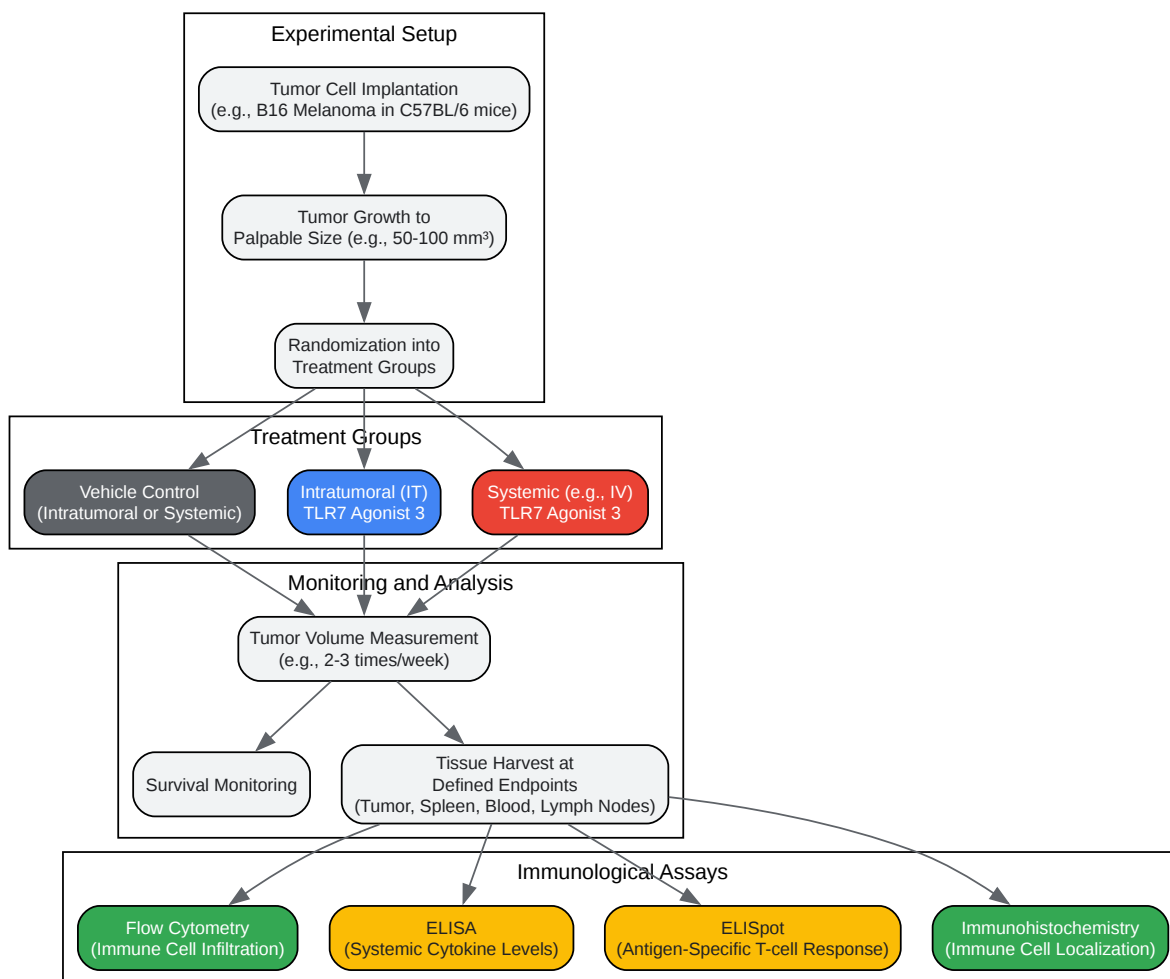 Experimental Setup
Tumor Cell Implantation
(e.g., B16 Melanoma in C57BL/6 mice)
Tumor Growth to
Palpable Size (e.g., 50-100 mm³)
Randomization into
Treatment Groups
Treatment Groups
Vehicle Control
(Intratumoral or Systemic)
Intratumoral (IT)
TLR7 Agonist 3
Systemic (e.g., IV)
TLR7 Agonist 3
Monitoring and Analysis
Tumor Volume Measurement
(e.g., 2-3 times/week)
Survival Monitoring
Tissue Harvest at
Defined Endpoints
(Tumor, Spleen, Blood, Lymph Nodes)
Immunological Assays
Flow Cytometry
(Immune Cell Infiltration)
ELISA
(Systemic Cytokine Levels)
ELISpot
(Antigen-Specific T-cell Response)
Immunohistochemistry
(Immune Cell Localization)